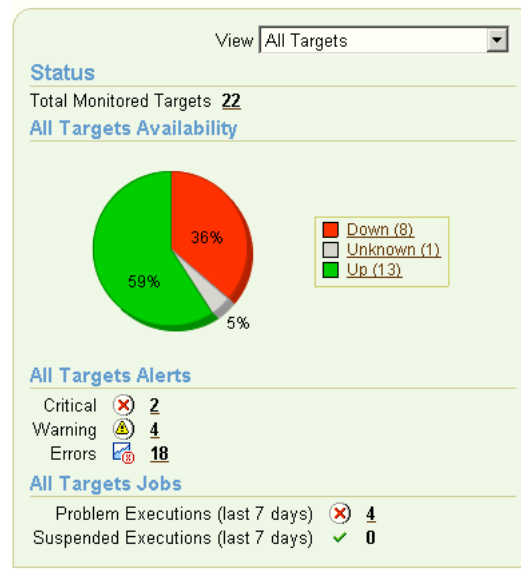 View All Targets
Status
Total Monitored Targets 22
All Targets Availability
36%
59%
5%
Down (8)
Unknown (1)
Up (13)
All Targets Alerts
Critical 2
Warning 4
Errors 18
All Targets Jobs
Problem Executions (last 7 days) 4
Suspended Executions (last 7 days) 0